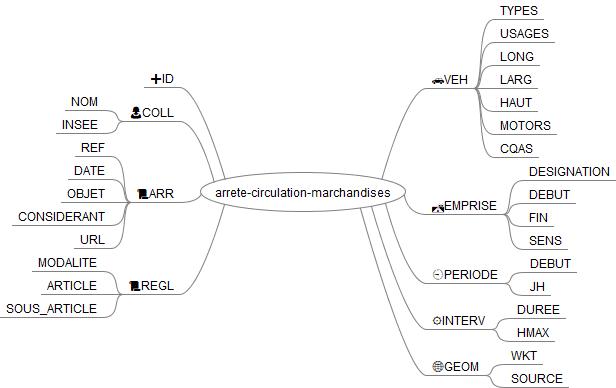 arrete-circulation-marchandises
ID
COLL
NOM
INSEE
ARR
REF
DATE
OBJET
CONSIDERANT
URL
REGL
MODALITE
ARTICLE
SOUS_ARTICLE
VEH
TYPES
USAGES
LONG
LARG
HAUT
MOTORS
CQAS
EMPRISE
DESIGNATION
DEBUT
FIN
SENS
PERIODE
DEBUT
JH
INTERV
DUREE
HMAX
GEOM
WKT
SOURCE